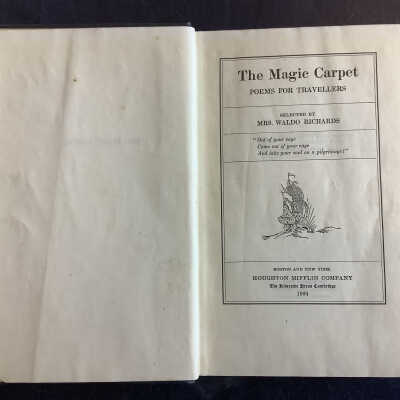 The Magic Carpet
POEMS FOR TRAVELLERS
SELECTED BY
MRS. WALDO RICHARDS
"Out of your cage
Come out of your cage
And take your soul on a pilgrimage!"
BOSTON AND NEW YORK
HOUGHTON MIFFLIN COMPANY
The Riverside Press Cambridge